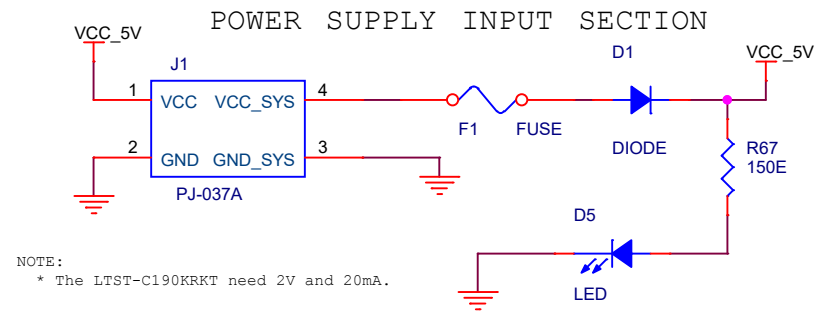 POWER SUPPLY INPUT SECTION
VCC_5V
J1
D1
VCC_5V
1
VCC
VCC_SYS
4
F1
FUSE
DIODE
R67
150E
2
GND
GND_SYS
3
PJ-037A
D5
LED
NOTE:
* The LTST-C190KRKT need 2V and 20mA.